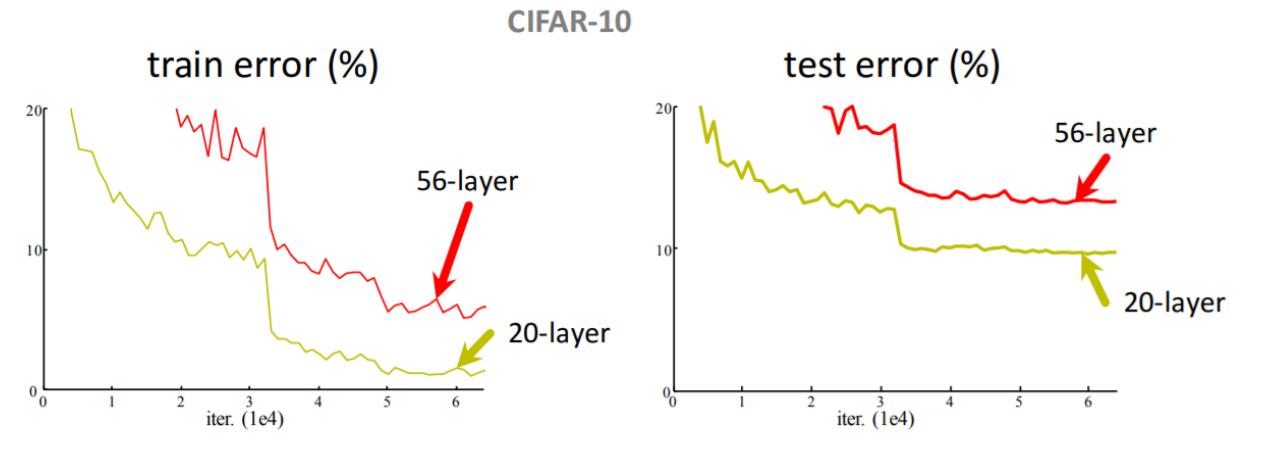 CIFAR-10
train error (%)
20
10
0
56-layer
20-layer
0 1 2 3 4 5 6
iter. (1e4)
test error (%)
20
10
0
56-layer
20-layer
0 1 2 3 4 5 6
iter. (1e4)